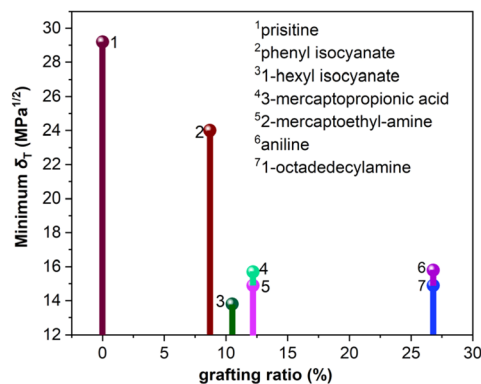 ¹prisitine
²phenyl isocyanate
³1-hexyl isocyanate
⁴3-mercaptopropionic acid
⁵2-mercaptoethyl-amine
⁶aniline
⁷1-octadedecylamine
Minimum δT (MPa1/2)
30
28
26
24
22
20
18
16
14
12
1
2
3
4
5
6
7
0
5
10
15
20
25
30
grafting ratio (%)